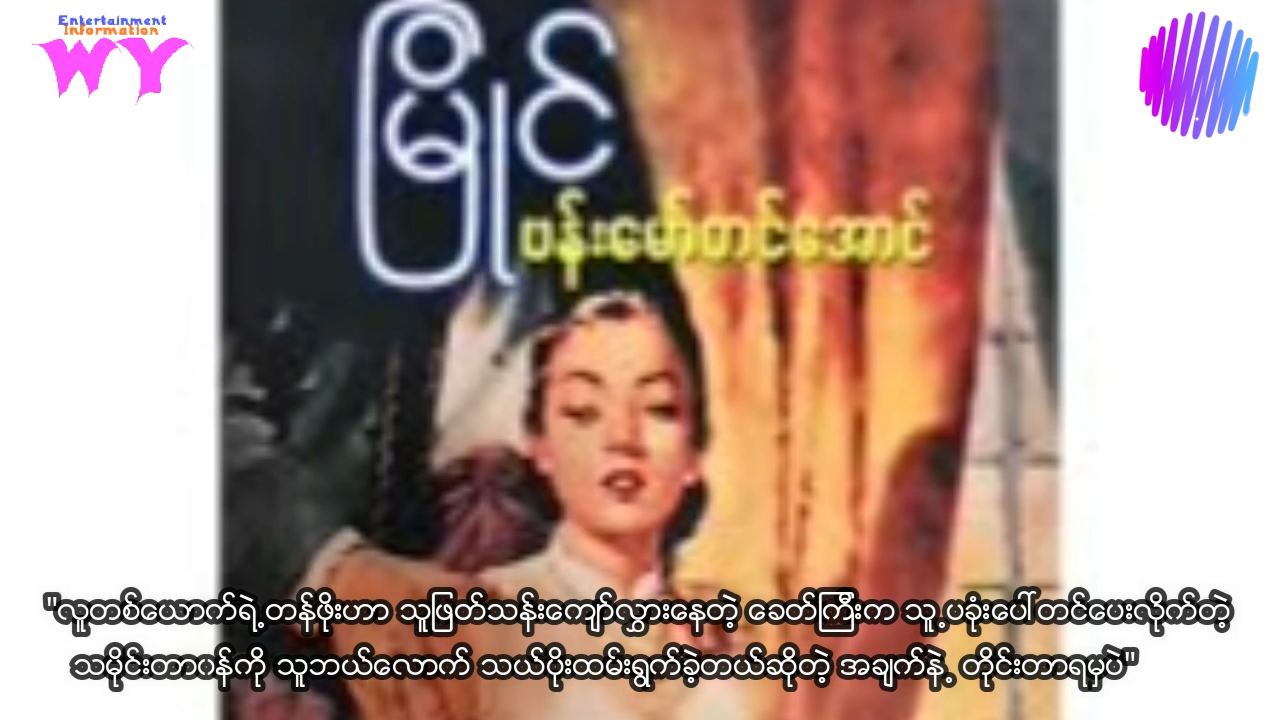 Entertainment
Information
WY
မြိုင်
ဗန်းမော်တင်အောင်
"လူတစ်ယောက်ရဲ့တန်ဖိုးဟာ သူဖြတ်သန်းကျော်လွှားနေတဲ့ ခေတ်ကြီးက သူ့ပခုံးပေါ်တင်ပေးလိုက်တဲ့
သမိုင်းတာဝန်ကို သူဘယ်လောက် သယ်ပိုးထမ်းရွက်ခဲ့တယ်ဆိုတဲ့ အချက်နဲ့ တိုင်းတာရမှပဲ"